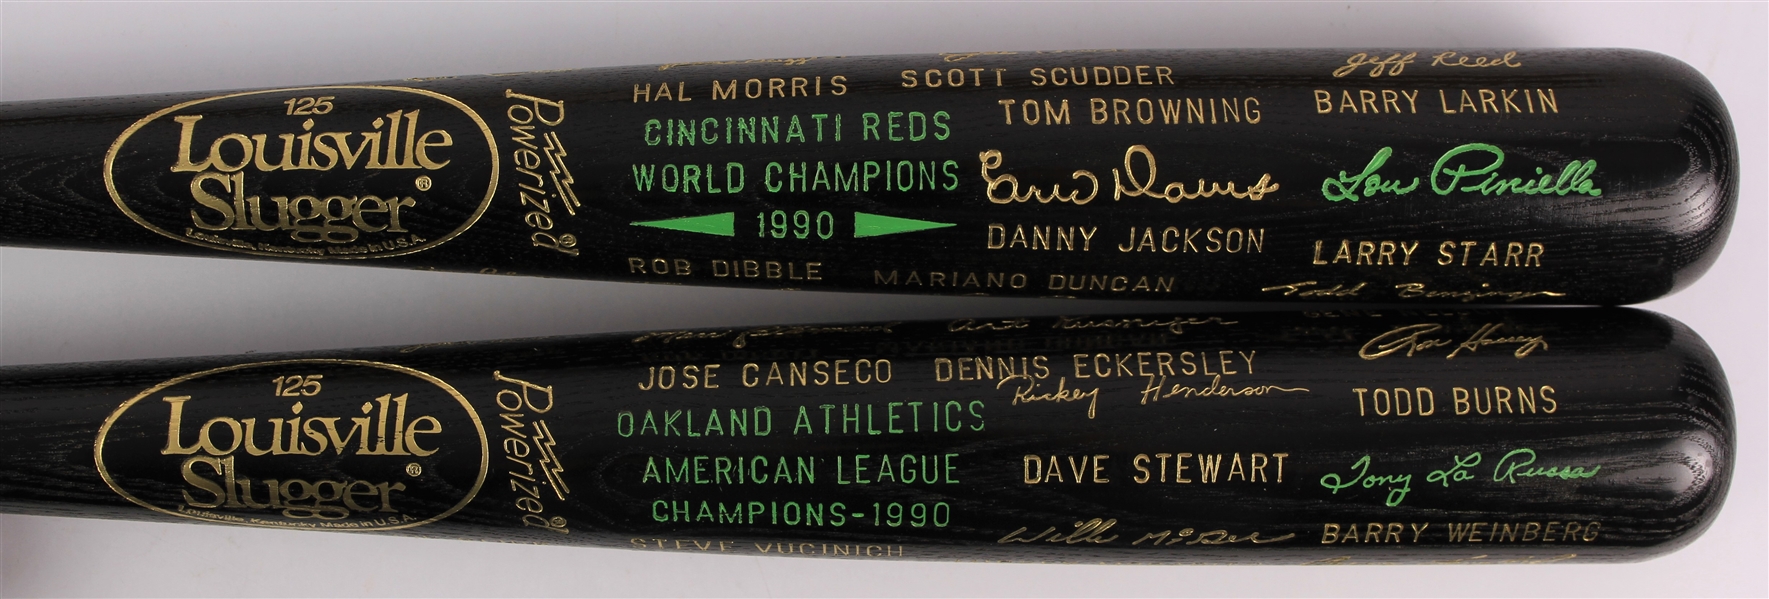 125
Louisville
Slugger®
Louisville, Kentucky Made in U.S.A.
Powerized®
HAL MORRIS
SCOTT SCUDDER
Jeff Reed
CINCINNATI REDS
TOM BROWNING
BARRY LARKIN
WORLD CHAMPIONS
Eric Davis
Lou Piniella
1990
DANNY JACKSON
LARRY STARR
ROB DIBBLE
MARIANO DUNCAN
Todd Benzinger
125
Louisville
Slugger®
Louisville, Kentucky Made in U.S.A.
Powerized®
Art Kusnyer
Ron Hassey
JOSE CANSECO
DENNIS ECKERSLEY
Rickey Henderson
TODD BURNS
OAKLAND ATHLETICS
AMERICAN LEAGUE
DAVE STEWART
Tony La Russa
CHAMPIONS-1990
Willie McGee
BARRY WEINBERG
STEVE VUCINICH